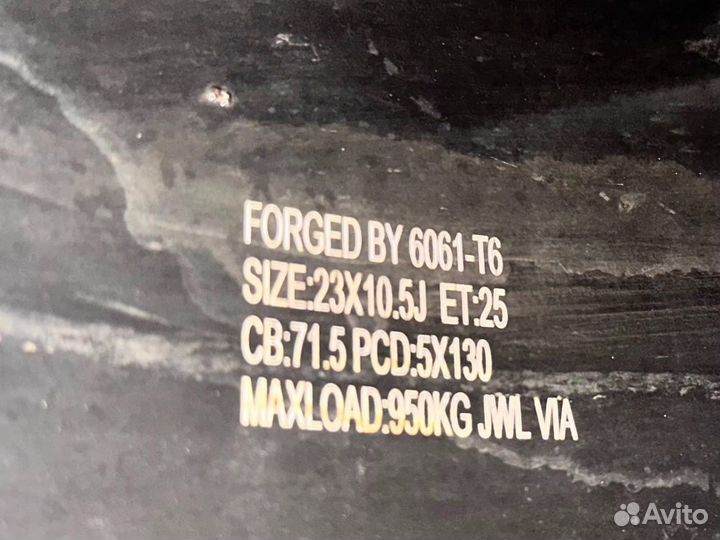 FORGED BY 6061-T6
SIZE:23X10.5J ET:25
CB:71.5 PCD:5X130
MAXLOAD:950KG JWL VIA
Avito